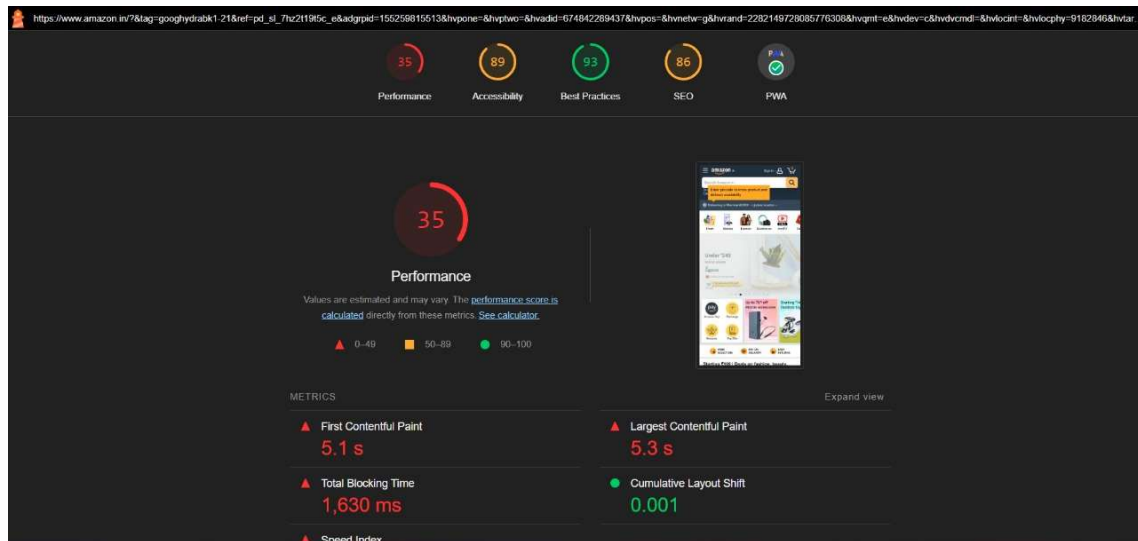 https://www.amazon.in/?&tag=googhydrabk1-21&ref=pd_sl_7hz2t19t5c_e&adgrpid=155259815513&hvpone=&hvptwo=&hvadid=674842289437&hvpos=&hvnetw=g&hvrand=2282149728085776308&hvqmt=e&hvdev=c&hvdvcmdl=&hvlocint=&hvlocphy=9182846&hvtar...
35 89 93 86
Performance Accessibility Best Practices SEO PWA
amazon
35
Performance
Values are estimated and may vary. The performance score is
calculated directly from these metrics. See calculator.
0–49 50–89 90–100
METRICS Expand view
First Contentful Paint
5.1 s
Largest Contentful Paint
5.3 s
Total Blocking Time
1,630 ms
Cumulative Layout Shift
0.001
Speed Index